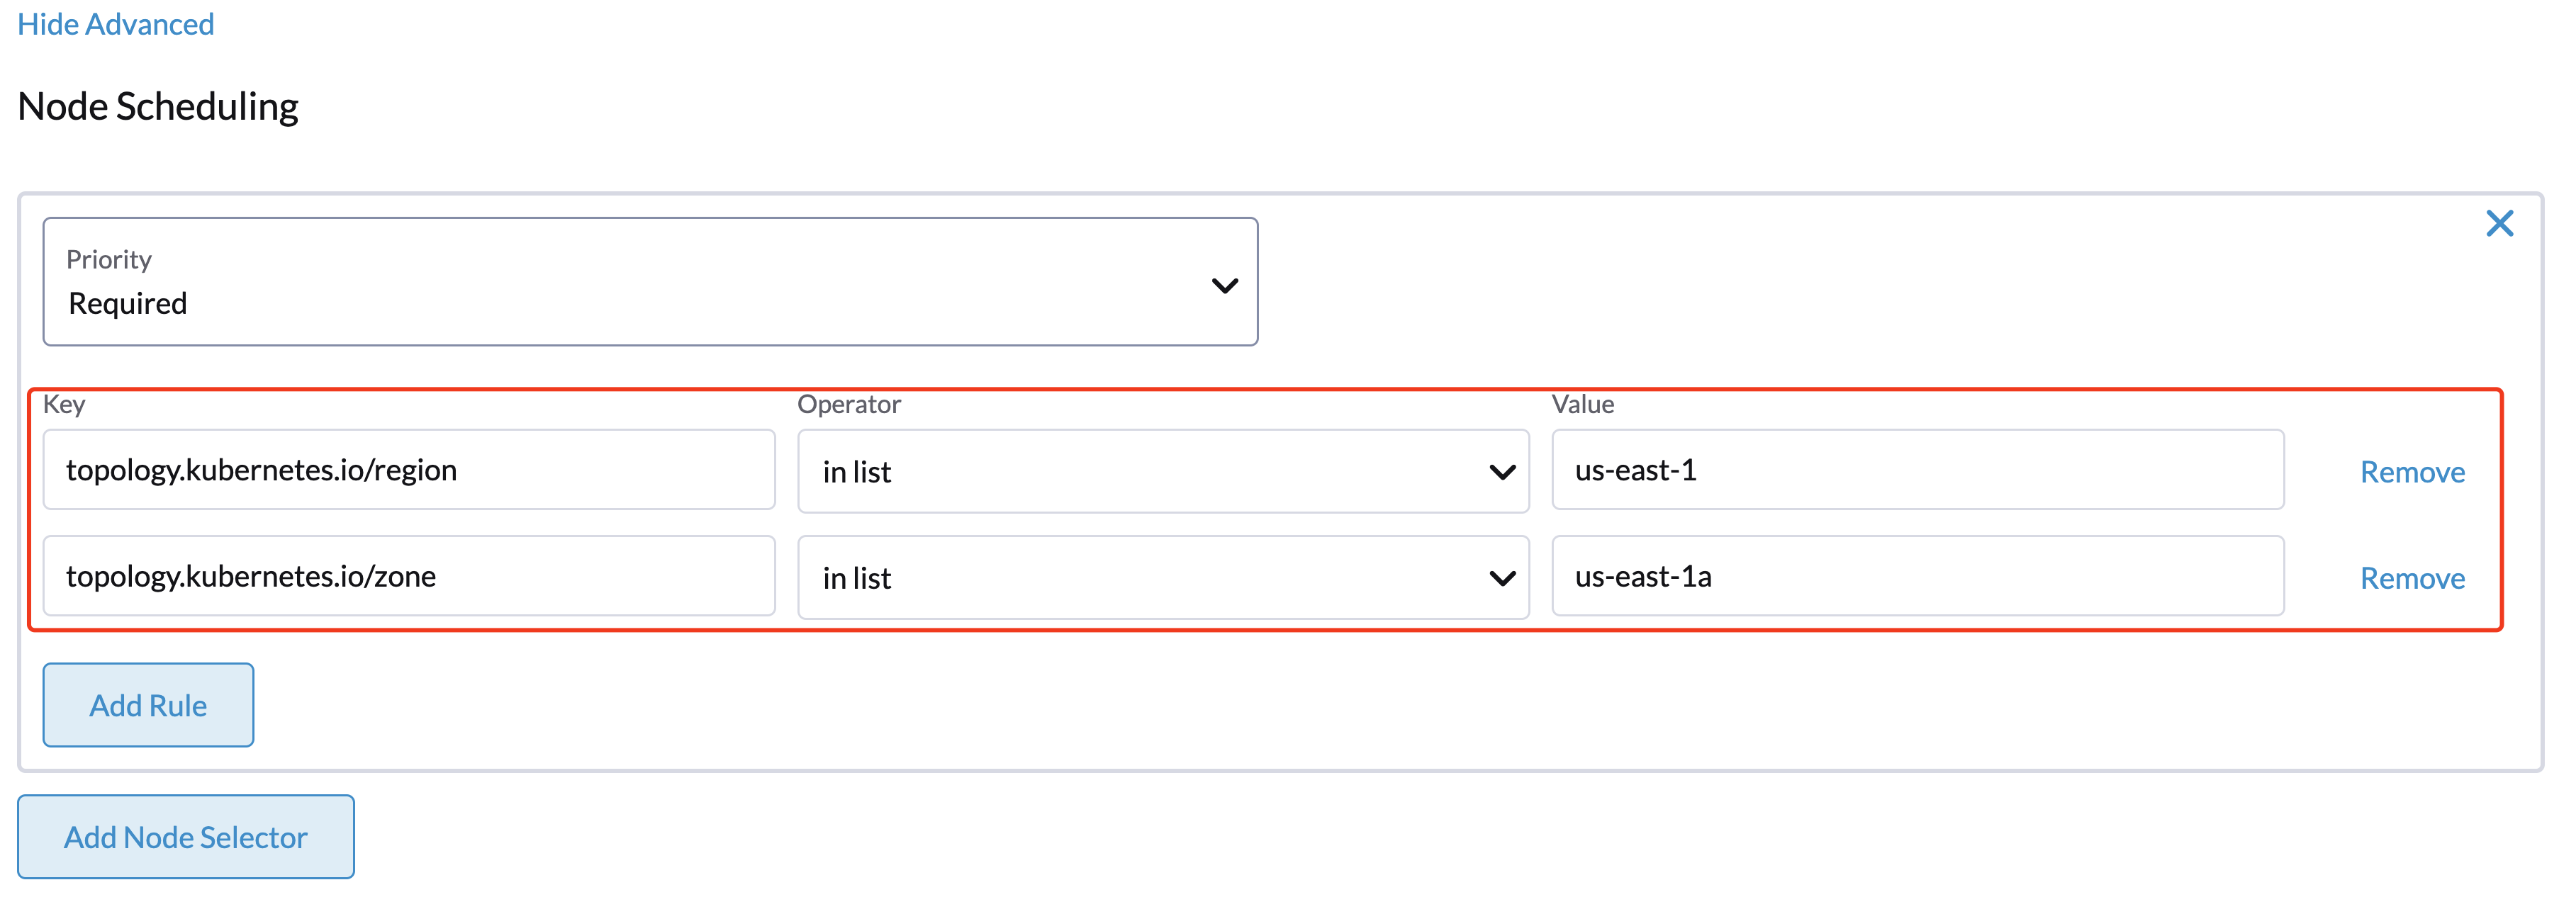 Hide Advanced
Node Scheduling
Priority
Required
Key Operator Value
topology.kubernetes.io/region in list us-east-1 Remove
topology.kubernetes.io/zone in list us-east-1a Remove
Add Rule
Add Node Selector